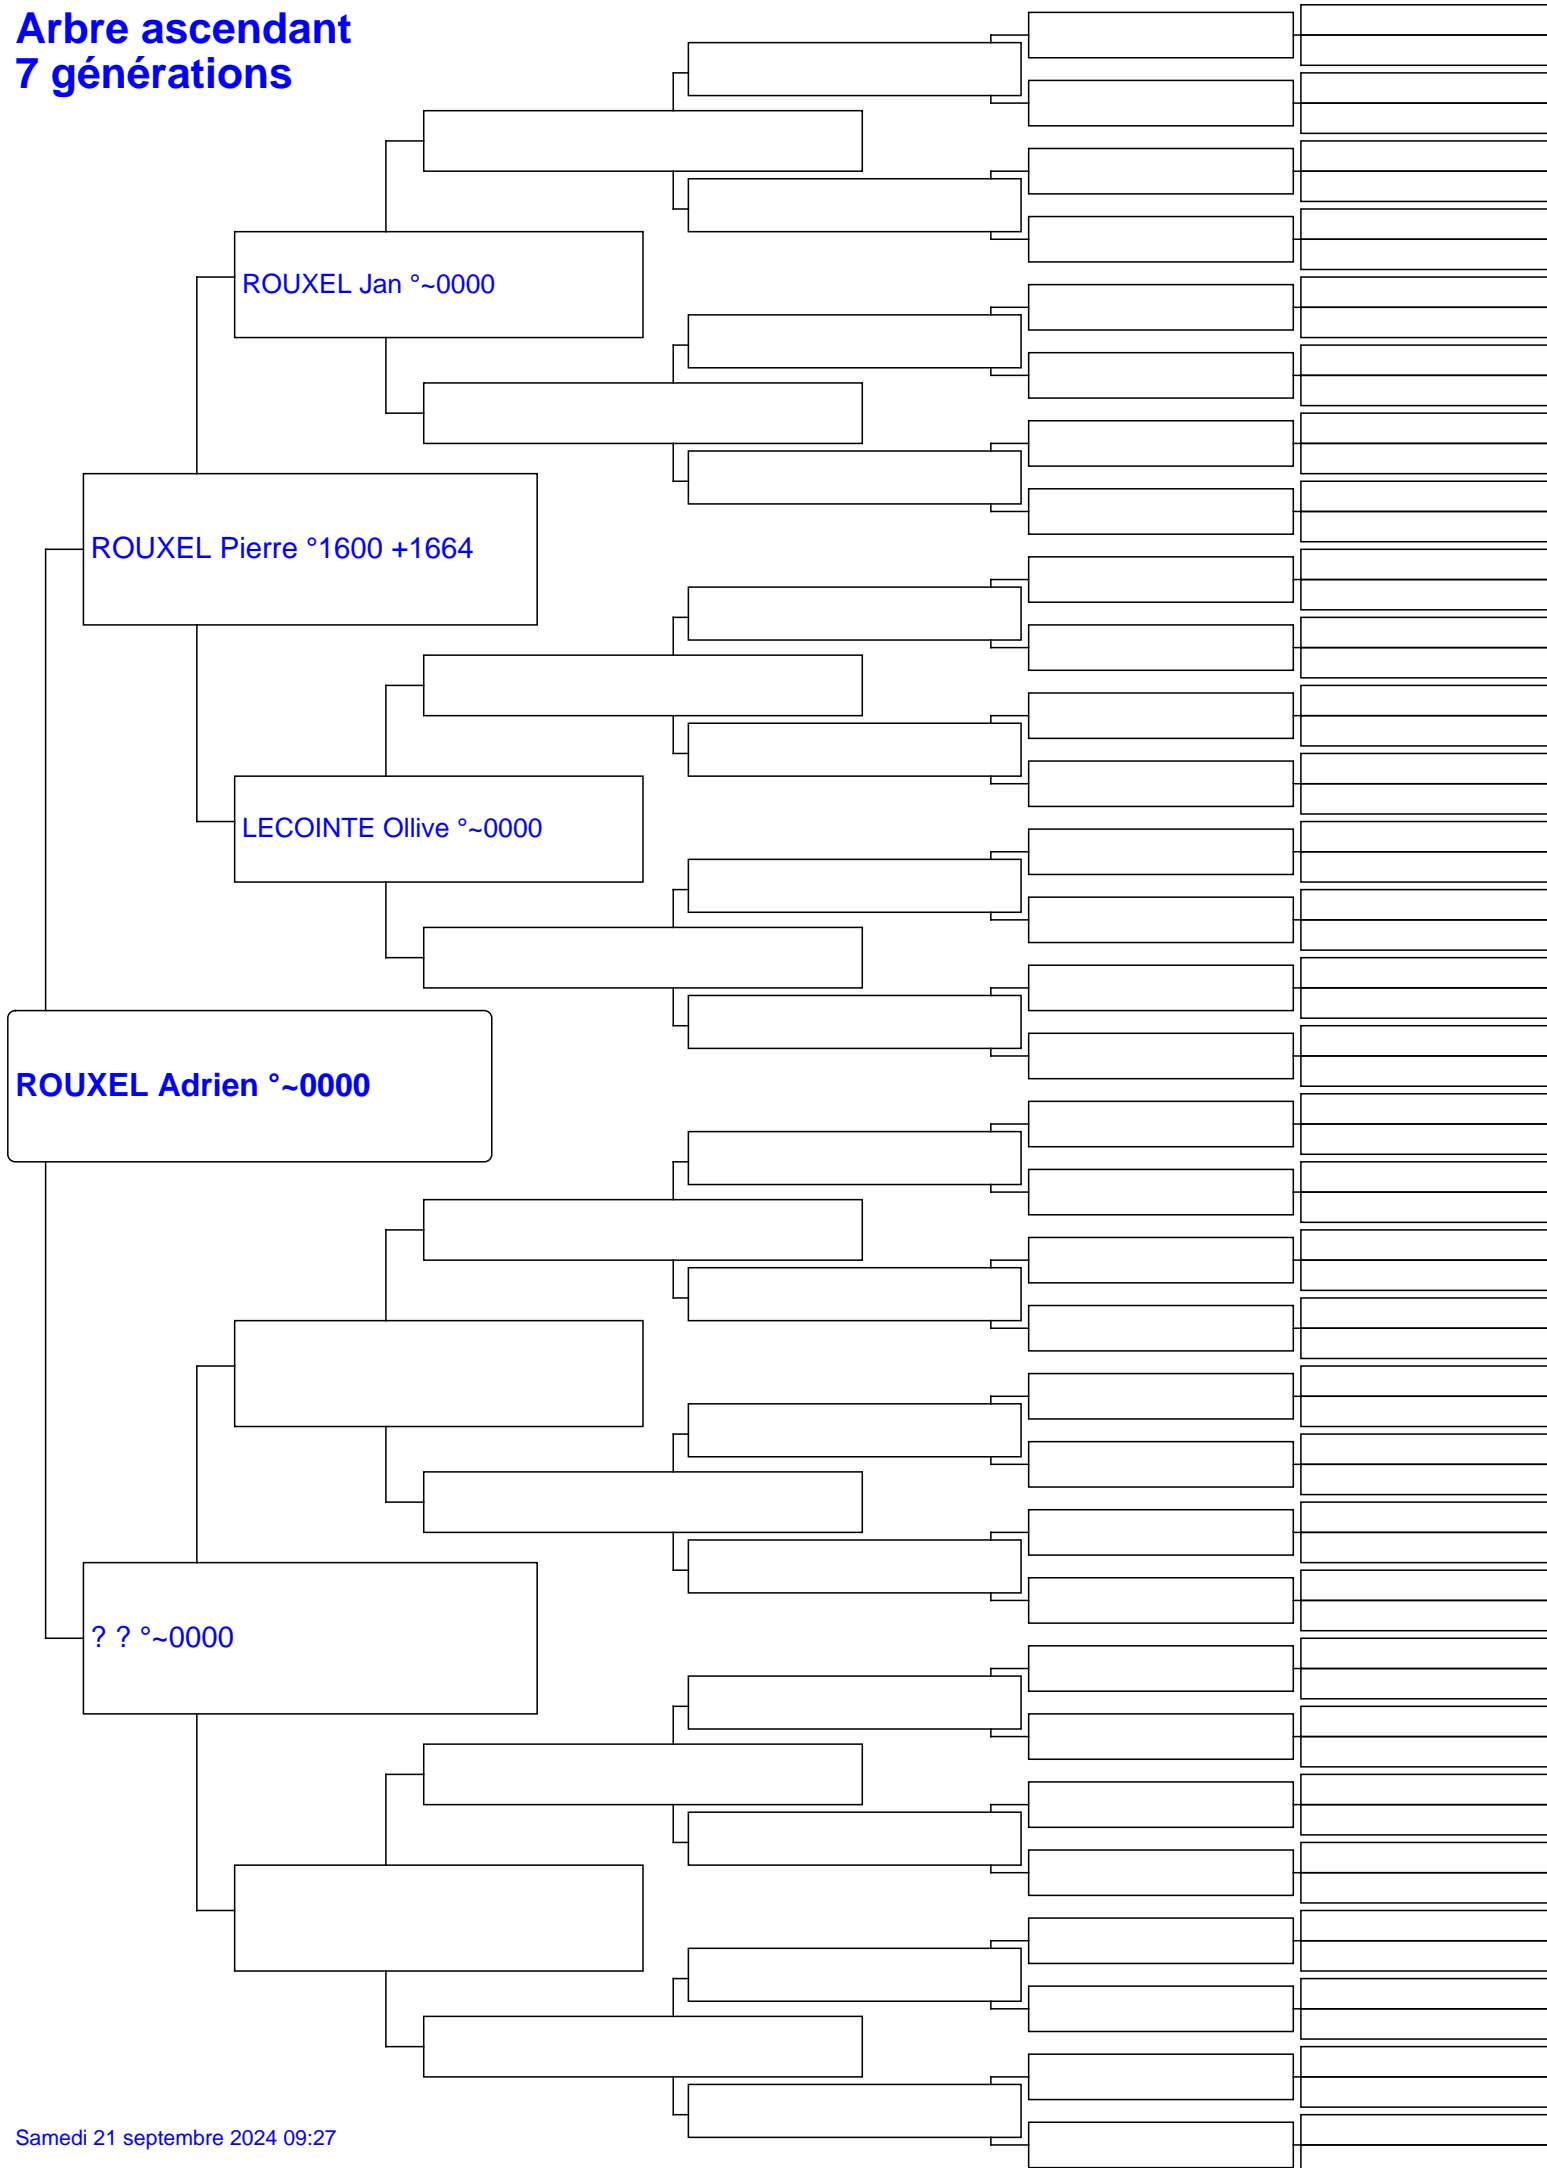 Arbre ascendant
7 générations
ROUXEL Jan °~0000
ROUXEL Pierre °1600 +1664
LECOINTE Ollive °~0000
ROUXEL Adrien °~0000
? ? °~0000
Samedi 21 septembre 2024 09:27